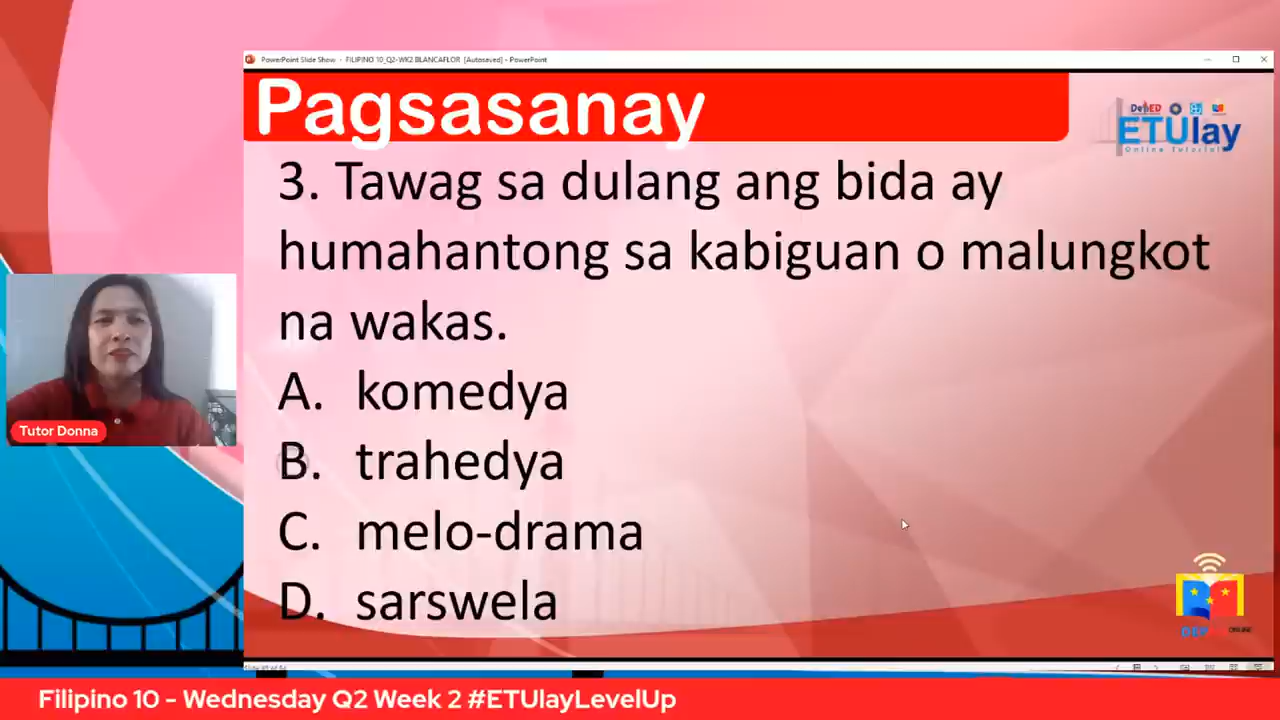 PowerPoint Slide Show - FILIPINO 10_Q2-WK2 BLANCAFLOR [Autosaved] - PowerPoint
Pagsasanay
DepED
ETUlay
Online Tutorial
3. Tawag sa dulang ang bida ay
humahantong sa kabiguan o malungkot
na wakas.
A. komedya
B. trahedya
C. melo-drama
D. sarswela
Tutor Donna
ONLINE
Filipino 10 - Wednesday Q2 Week 2 #ETUlayLevelUp